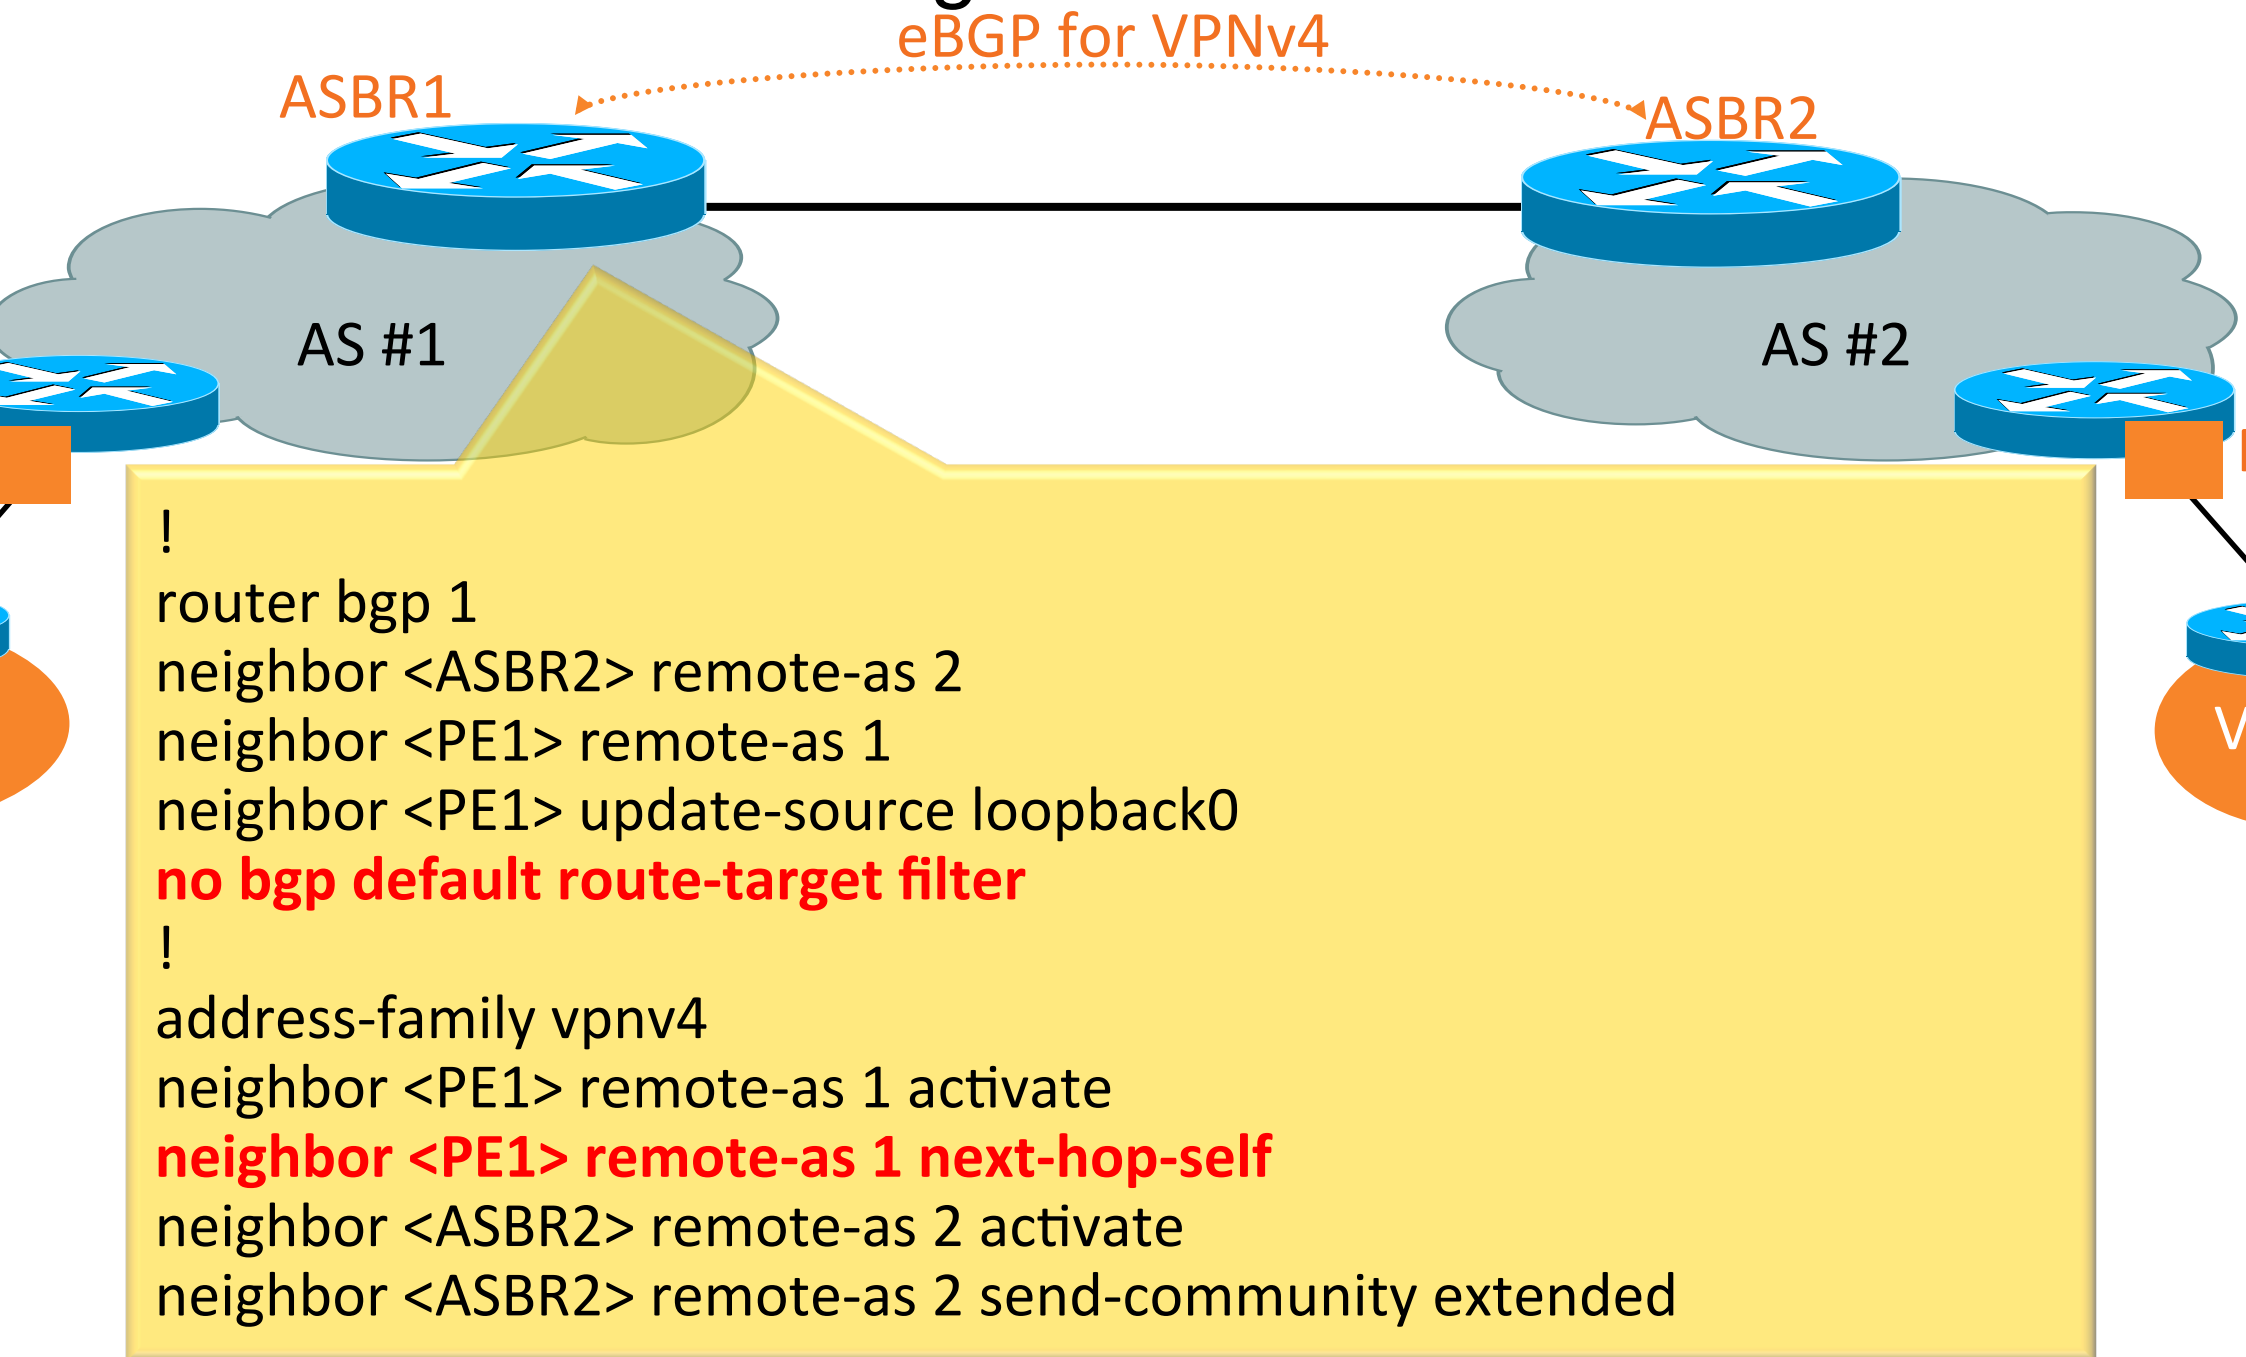 eBGP for VPNv4
ASBR1
ASBR2
AS #1
AS #2
!
router bgp 1
neighbor <ASBR2> remote-as 2
neighbor <PE1> remote-as 1
neighbor <PE1> update-source loopback0
no bgp default route-target filter
!
address-family vpnv4
neighbor <PE1> remote-as 1 activate
neighbor <PE1> remote-as 1 next-hop-self
neighbor <ASBR2> remote-as 2 activate
neighbor <ASBR2> remote-as 2 send-community extended